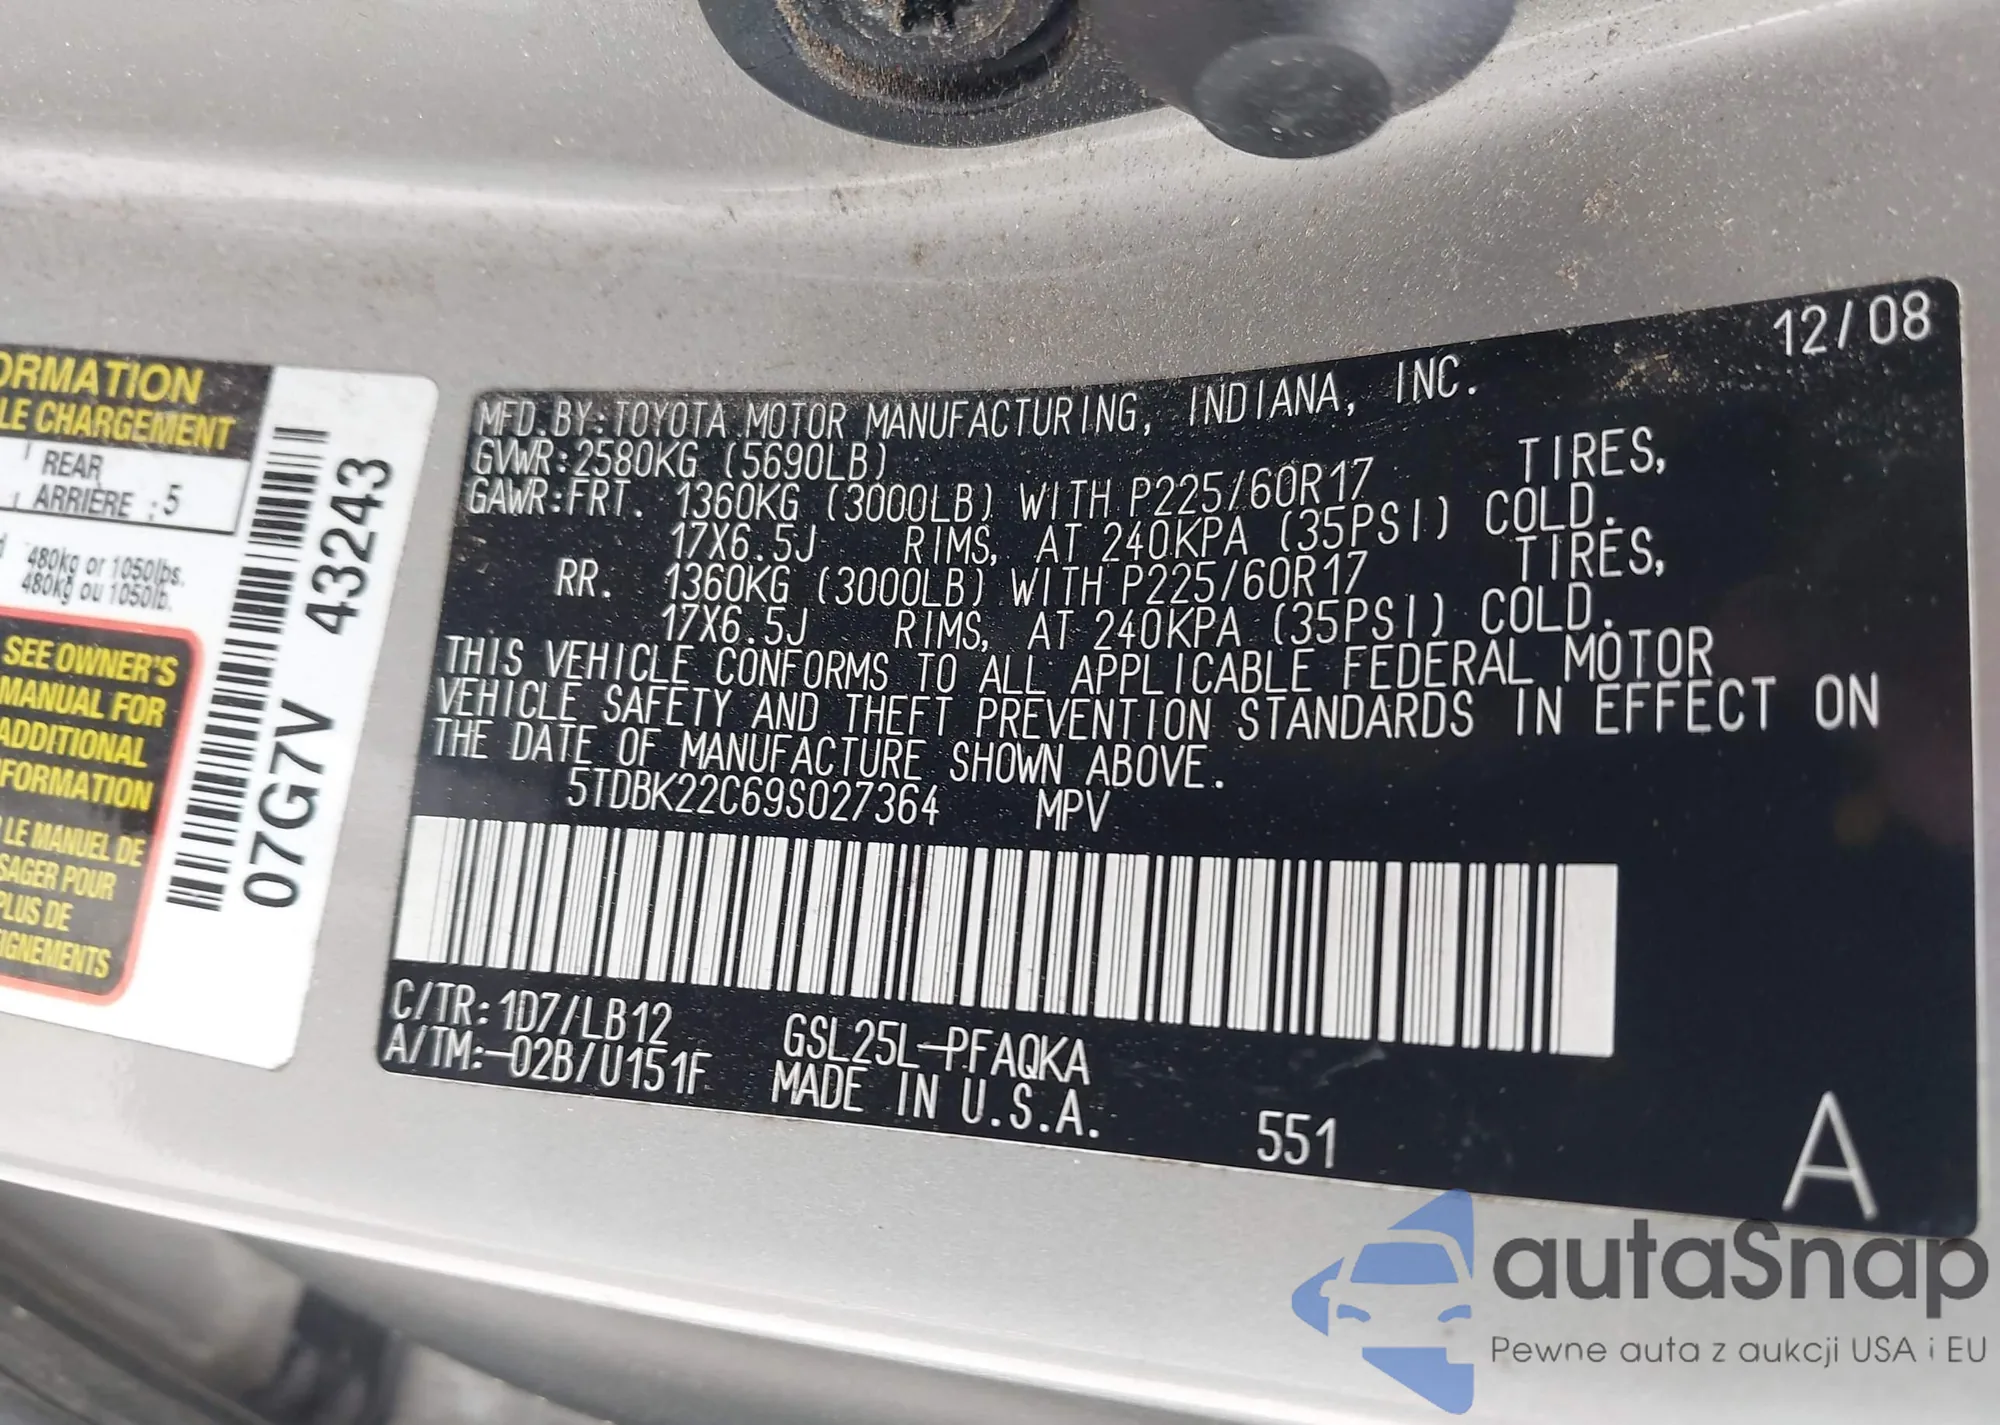 ORMATION
LE CHARGEMENT
REAR
ARRIÈRE : 5
480kg or 1050lbs.
480kg ou 1050lb.
SEE OWNER'S
MANUAL FOR
ADDITIONAL
FORMATION
LE MANUEL DE
SAGER POUR
PLUS DE
EIGNEMENTS
07G7V 43243
12/08
MFD.BY:TOYOTA MOTOR MANUFACTURING, INDIANA, INC.
GVWR:2580KG (5690LB)
GAWR:FRT. 1360KG (3000LB) WITH P225/60R17 TIRES,
17X6.5J RIMS, AT 240KPA (35PSI) COLD.
RR. 1360KG (3000LB) WITH P225/60R17 TIRES,
17X6.5J RIMS, AT 240KPA (35PSI) COLD.
THIS VEHICLE CONFORMS TO ALL APPLICABLE FEDERAL MOTOR
VEHICLE SAFETY AND THEFT PREVENTION STANDARDS IN EFFECT ON
THE DATE OF MANUFACTURE SHOWN ABOVE.
5TDBK22C69S027364 MPV
C/TR:1D7/LB12 GSL25L-PFAQKA
A/TM:-02B/U151F MADE IN U.S.A. 551 A
autaSnap
Pewne auta z aukcji USA i EU